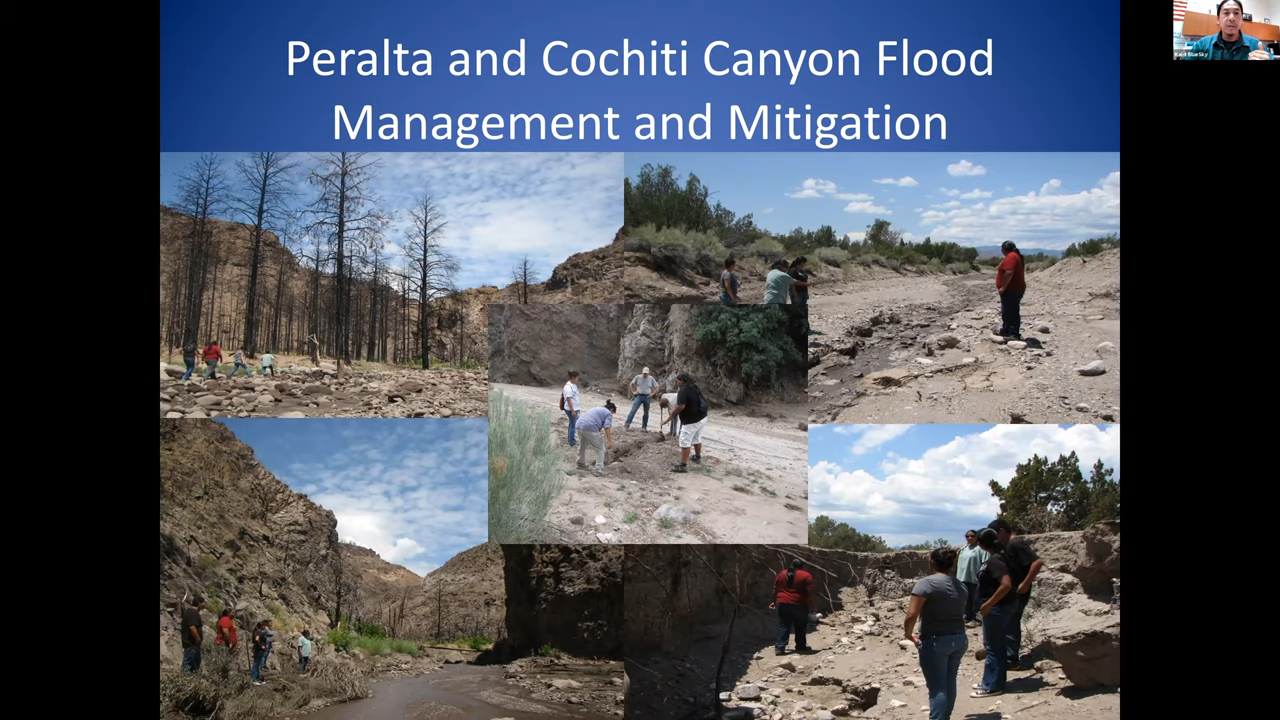 Peralta and Cochiti Canyon Flood
Management and Mitigation